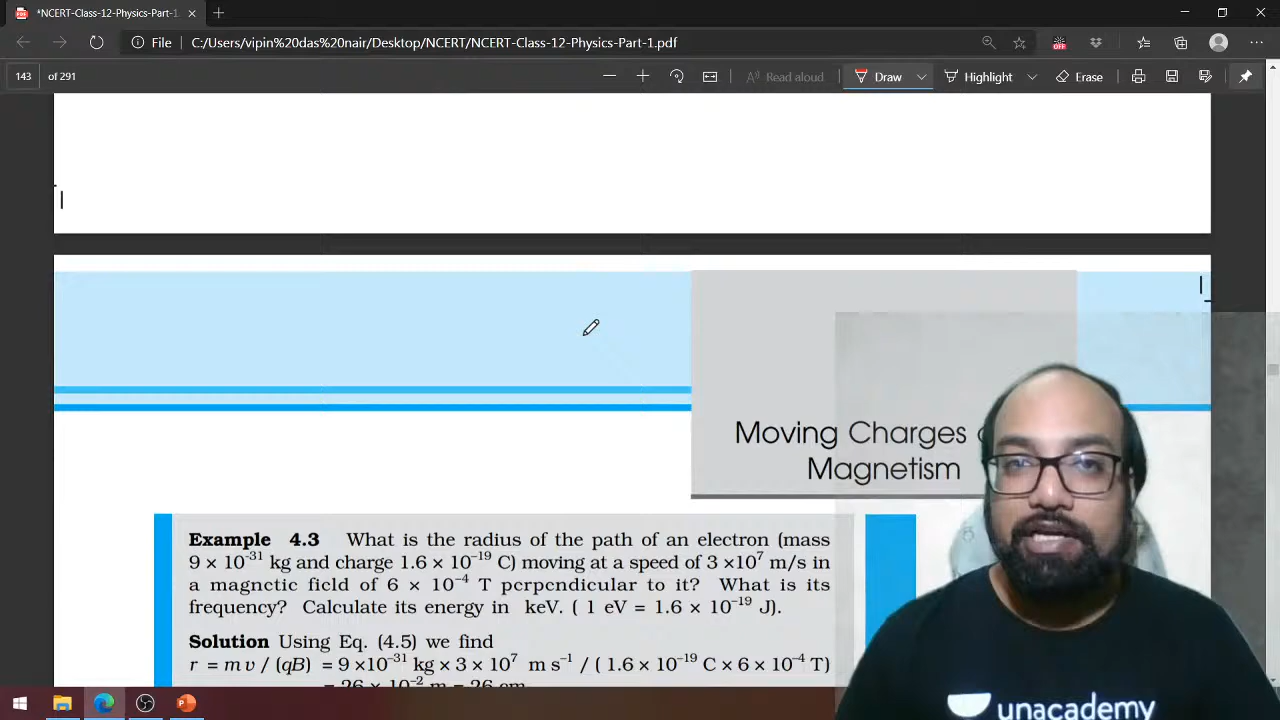 *NCERT-Class-12-Physics-Part-1.
File
C:/Users/vipin%20das%20nair/Desktop/NCERT/NCERT-Class-12-Physics-Part-1.pdf
143 of 291
Read aloud
Draw
Highlight
Erase
Moving Charges
Magnetism
Example 4.3 What is the radius of the path of an electron (mass
9 × 10⁻³¹ kg and charge 1.6 × 10⁻¹⁹ C) moving at a speed of 3 ×10⁷ m/s in
a magnetic field of 6 × 10⁻⁴ T perpendicular to it? What is its
frequency? Calculate its energy in keV. ( 1 eV = 1.6 × 10⁻¹⁹ J).
Solution Using Eq. (4.5) we find
r = m v / (qB) = 9 ×10⁻³¹ kg × 3 × 10⁷ m s⁻¹ / ( 1.6 × 10⁻¹⁹ C × 6 × 10⁻⁴ T)
= 26 × 10⁻² m = 26 cm
unacademy